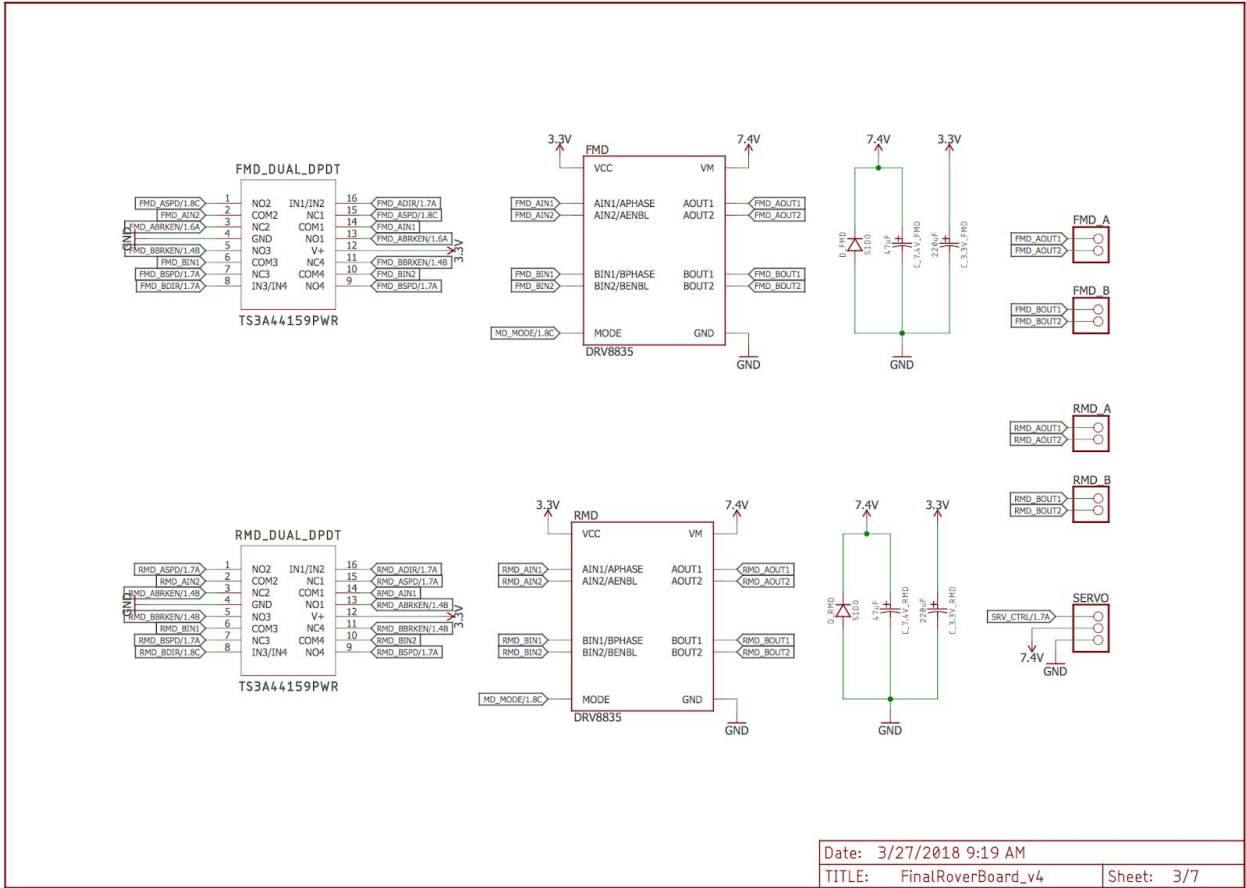 FMD_DUAL_DPDT
FMD_ASPD/1.8C 1 NO2 IN1/IN2 16 FMD_ADIR/1.7A
FMD_AIN2 2 COM2 NC1 15 FMD_ASPD/1.8C
FMD_ABRKEN/1.6A 3 NC2 COM1 14 FMD_AIN1
GND 4 GND NO1 13 FMD_ABRKEN/1.6A
FMD_BBRKEN/1.4B 5 NO3 V+ 12 3.3V
FMD_BIN1 6 COM3 NC4 11 FMD_BBRKEN/1.4B
FMD_BSPD/1.7A 7 NC3 COM4 10 FMD_BIN2
FMD_BDIR/1.7A 8 IN3/IN4 NO4 9 FMD_BSPD/1.7A
TS3A44159PWR
3.3V FMD 7.4V
VCC VM
FMD_AIN1 AIN1/APHASE AOUT1 FMD_AOUT1
FMD_AIN2 AIN2/AENBL AOUT2 FMD_AOUT2
FMD_BIN1 BIN1/BPHASE BOUT1 FMD_BOUT1
FMD_BIN2 BIN2/BENBL BOUT2 FMD_BOUT2
MD_MODE/1.8C MODE GND
DRV8835
GND
7.4V 3.3V
D_FMD
S1DO
47uF
C_7.4V_FMD
220uF
C_3.3V_FMD
GND
FMD_A
FMD_AOUT1
FMD_AOUT2
FMD_B
FMD_BOUT1
FMD_BOUT2
RMD_A
RMD_AOUT1
RMD_AOUT2
RMD_B
RMD_BOUT1
RMD_BOUT2
RMD_DUAL_DPDT
RMD_ASPD/1.7A 1 NO2 IN1/IN2 16 RMD_ADIR/1.7A
RMD_AIN2 2 COM2 NC1 15 RMD_ASPD/1.7A
RMD_ABRKEN/1.4B 3 NC2 COM1 14 RMD_AIN1
GND 4 GND NO1 13 RMD_ABRKEN/1.4B
RMD_BBRKEN/1.4B 5 NO3 V+ 12 3.3V
RMD_BIN1 6 COM3 NC4 11 RMD_BBRKEN/1.4B
RMD_BSPD/1.7A 7 NC3 COM4 10 RMD_BIN2
RMD_BDIR/1.8C 8 IN3/IN4 NO4 9 RMD_BSPD/1.7A
TS3A44159PWR
3.3V RMD 7.4V
VCC VM
RMD_AIN1 AIN1/APHASE AOUT1 RMD_AOUT1
RMD_AIN2 AIN2/AENBL AOUT2 RMD_AOUT2
RMD_BIN1 BIN1/BPHASE BOUT1 RMD_BOUT1
RMD_BIN2 BIN2/BENBL BOUT2 RMD_BOUT2
MD_MODE/1.8C MODE GND
DRV8835
GND
7.4V 3.3V
D_RMD
S1DO
47uF
C_7.4V_RMD
220uF
C_3.3V_RMD
GND
SERVO
SRV_CTRL/1.7A
7.4V
GND
Date: 3/27/2018 9:19 AM
TITLE: FinalRoverBoard_v4 Sheet: 3/7